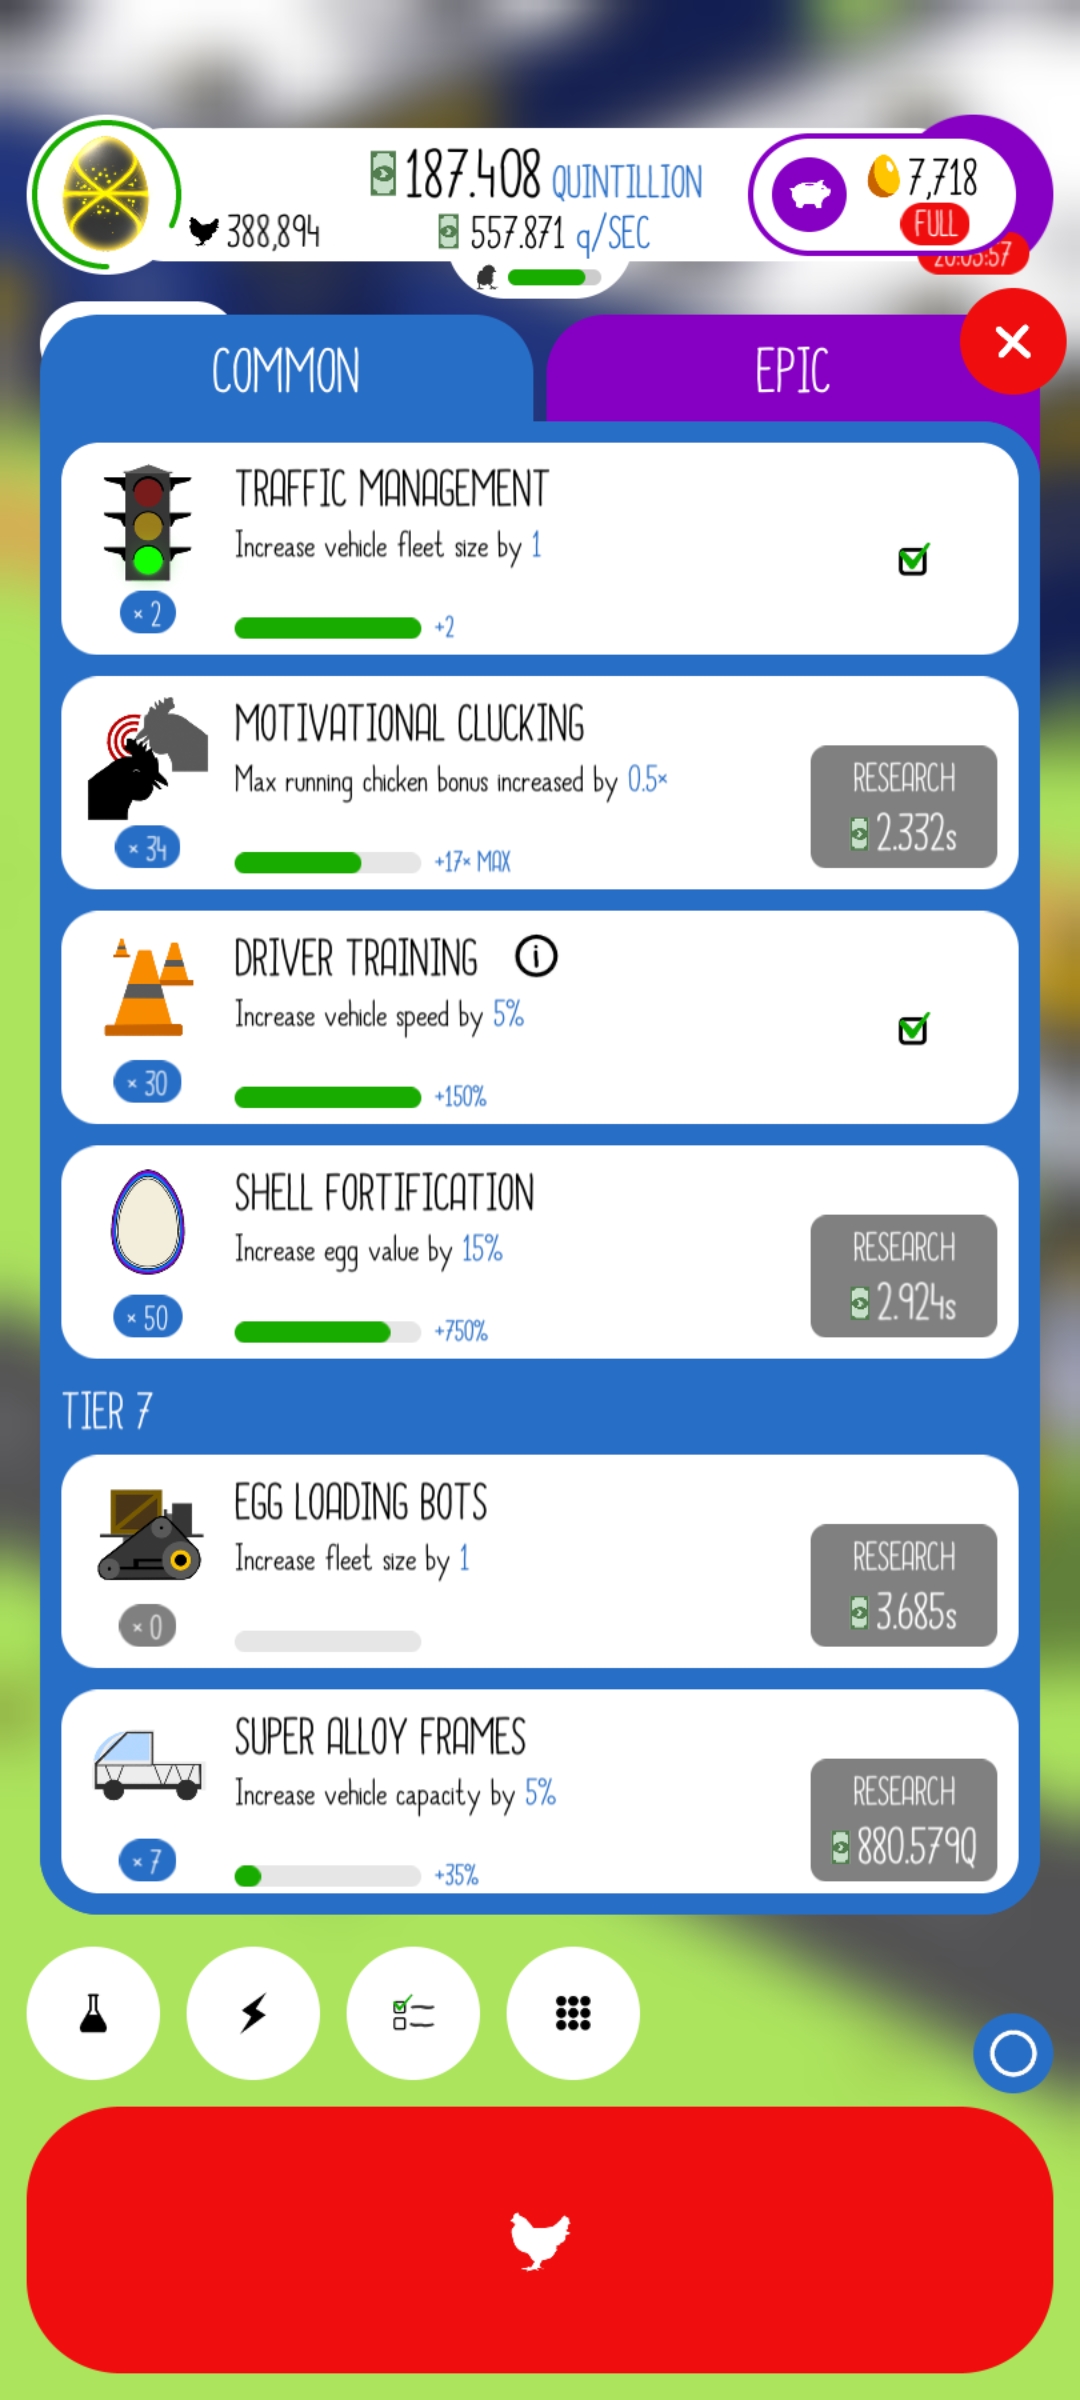 187.408 QUINTILLION
388,894
557.871 q/SEC
7,718
FULL
20:05:57
COMMON
EPIC
TRAFFIC MANAGEMENT
Increase vehicle fleet size by 1
× 2
+2
MOTIVATIONAL CLUCKING
Max running chicken bonus increased by 0.5×
RESEARCH
2.332s
× 34
+17× MAX
DRIVER TRAINING i
Increase vehicle speed by 5%
× 30
+150%
SHELL FORTIFICATION
Increase egg value by 15%
RESEARCH
2.924s
× 50
+750%
TIER 7
EGG LOADING BOTS
Increase fleet size by 1
RESEARCH
3.685s
× 0
SUPER ALLOY FRAMES
Increase vehicle capacity by 5%
RESEARCH
880.579Q
× 7
+35%